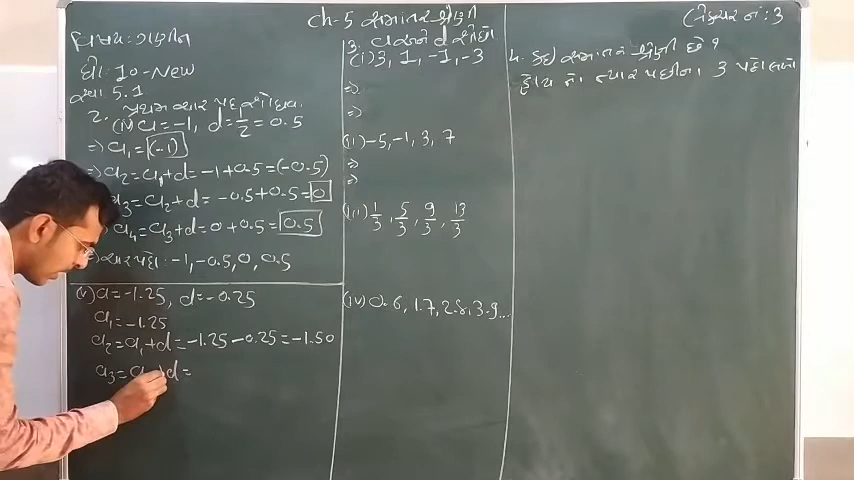 Ch-5 સમાંતર શ્રેણી
લેક્ચર નં: 3
વિષય: ગણિત
ધો: 10-New
સ્વા 5.1
2. પ્રથમ ચાર પદ શોધો.
(iv) a = -1, d = 1/2 = 0.5
⇒ a₁ = (-1)
⇒ a₂ = a₁+d = -1+0.5 = (-0.5)
a₃ = a₂+d = -0.5+0.5 = 0
a₄ = a₃+d = 0+0.5 = 0.5
ચાર પદો: -1, -0.5, 0, 0.5
(v) a = -1.25, d = -0.25
a₁ = -1.25
a₂ = a₁+d = -1.25-0.25 = -1.50
a₃ = a +d =
3. a અને d શોધો
(i) 3, 1, -1, -3
⇒
⇒
(ii) -5, -1, 3, 7
⇒
⇒
(iii) 1/3, 5/3, 9/3, 13/3
(iv) 0.6, 1.7, 2.8, 3.9...
4. કઈ સમાંતર શ્રેણી છે ?
હોય તો ત્યાર પછીના 3 પદો લખો